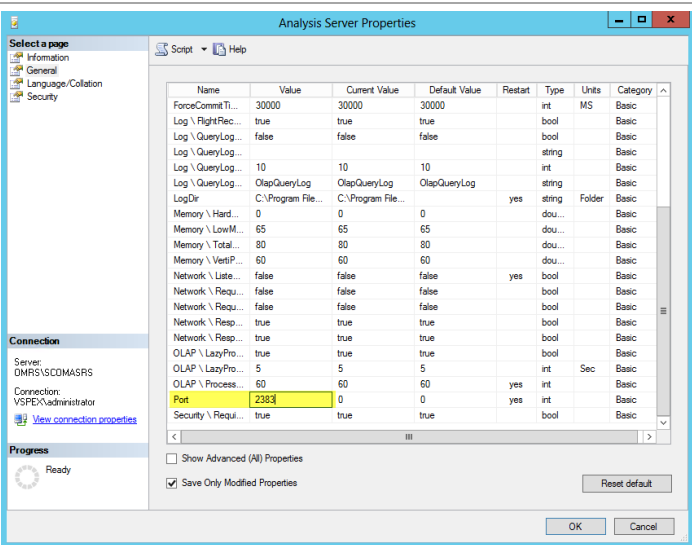 Analysis Server Properties
Select a page
Information
General
Language/Collation
Security
Script Help
Name Value Current Value Default Value Restart Type Units Category
ForceCommitTi... 30000 30000 30000 int MS Basic
Log \ FlightRec... true true true bool Basic
Log \ QueryLog... false false false bool Basic
Log \ QueryLog... string Basic
Log \ QueryLog... 10 10 10 int Basic
Log \ QueryLog... OlapQueryLog OlapQueryLog OlapQueryLog string Basic
LogDir C:\Program File... C:\Program File... yes string Folder Basic
Memory \ Hard... 0 0 0 dou... Basic
Memory \ LowM... 65 65 65 dou... Basic
Memory \ Total... 80 80 80 dou... Basic
Memory \ VertiP... 60 60 60 dou... Basic
Network \ Liste... false false false yes bool Basic
Network \ Requ... false false false bool Basic
Network \ Requ... false false false bool Basic
Network \ Resp... true true true bool Basic
Network \ Resp... true true true bool Basic
OLAP \ LazyPro... true true true bool Basic
OLAP \ LazyPro... 5 5 5 int Sec Basic
OLAP \ Process... 60 60 60 yes int Basic
Port 2383 0 0 yes int Basic
Security \ Requi... true true true bool Basic
Connection
Server:
OMRS\SCOMASRS
Connection:
VSPEX\administrator
View connection properties
Progress
Ready
Show Advanced (All) Properties
Save Only Modified Properties
Reset default
OK Cancel